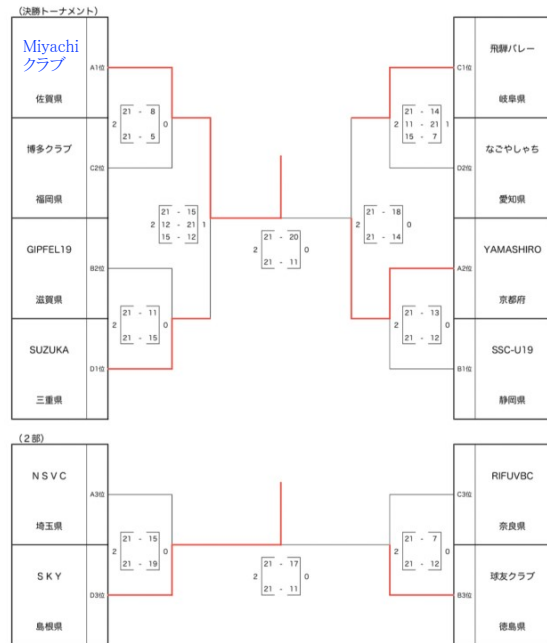 (決勝トーナメント)
Miyachi
クラブ
佐賀県
A1位
博多クラブ
福岡県
C2位
GIPFEL19
滋賀県
B2位
SUZUKA
三重県
D1位
21 - 8
2 0
21 - 5
21 - 15
2 12 - 21 1
15 - 12
21 - 11
2 0
21 - 15
21 - 20
2 0
21 - 11
飛騨バレー
岐阜県
C1位
なごやしゃち
愛知県
D2位
YAMASHIRO
京都府
A2位
SSC-U19
静岡県
B1位
21 - 14
2 11 - 21 1
15 - 7
21 - 18
2 0
21 - 14
21 - 13
2 0
21 - 12
(2部)
NSVC
埼玉県
A3位
SKY
島根県
D3位
21 - 15
2 0
21 - 19
21 - 17
2 0
21 - 11
RIFUVBC
奈良県
C3位
球友クラブ
徳島県
B3位
21 - 7
2 0
21 - 12